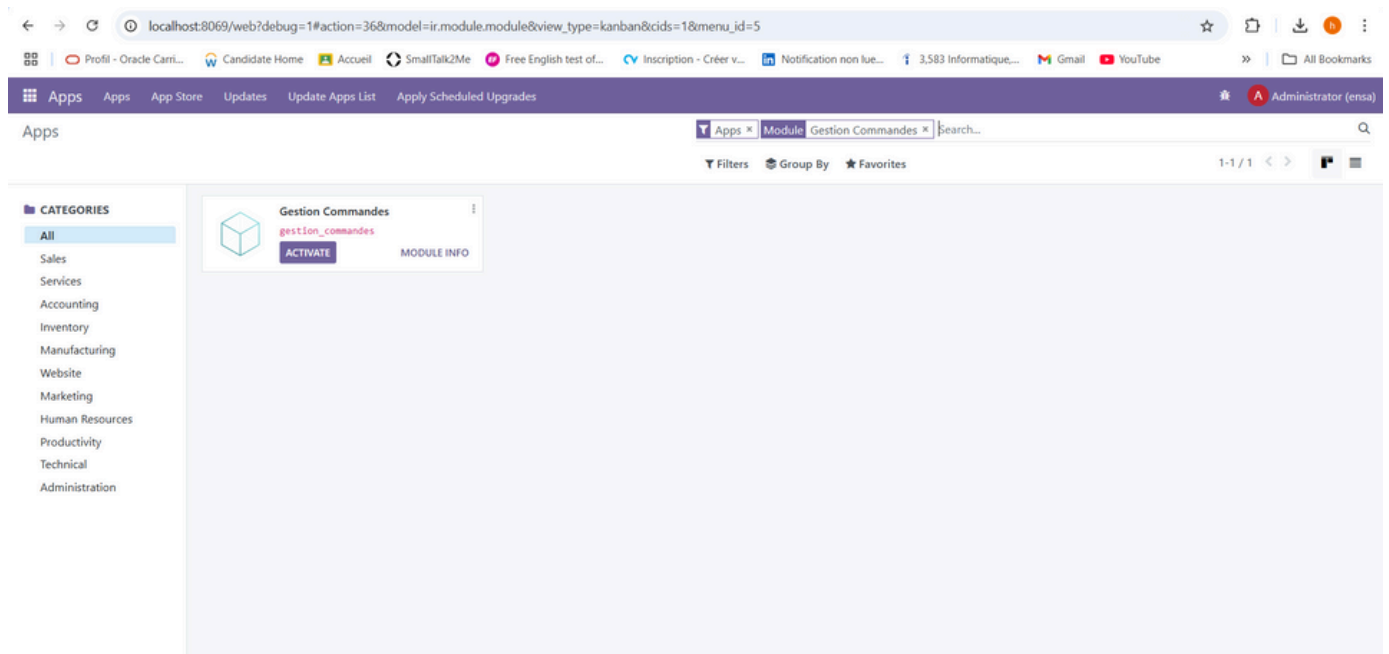 localhost:8069/web?debug=1#action=36&model=ir.module.module&view_type=kanban&cids=1&menu_id=5
h
Profil - Oracle Carri... Candidate Home Accueil SmallTalk2Me Free English test of... Inscription - Créer v... Notification non lue... 3,583 Informatique,... Gmail YouTube » All Bookmarks
Apps Apps App Store Updates Update Apps List Apply Scheduled Upgrades A Administrator (ensa)
Apps Apps × Module Gestion Commandes × Search...
Filters Group By Favorites 1-1 / 1
CATEGORIES
All
Sales
Services
Accounting
Inventory
Manufacturing
Website
Marketing
Human Resources
Productivity
Technical
Administration
Gestion Commandes
gestion_commandes
ACTIVATE MODULE INFO